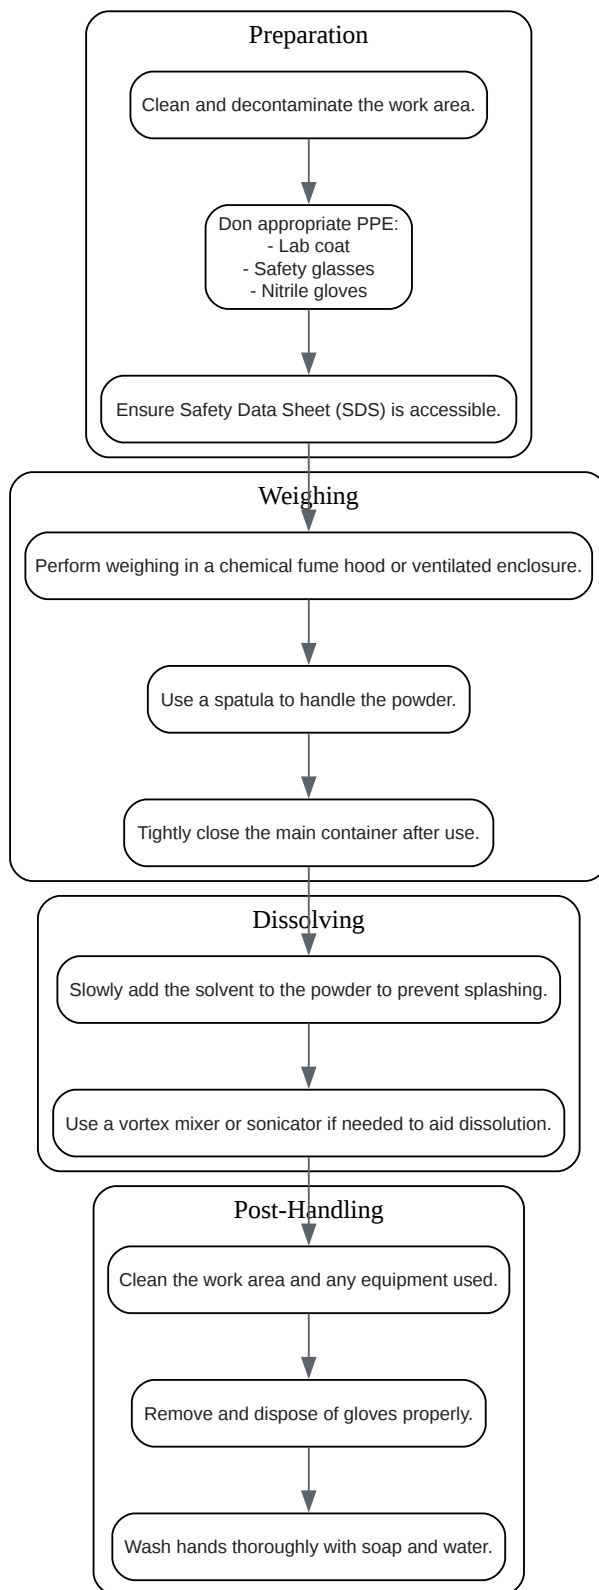 Preparation
Clean and decontaminate the work area.
Don appropriate PPE:
- Lab coat
- Safety glasses
- Nitrile gloves
Ensure Safety Data Sheet (SDS) is accessible.
Weighing
Perform weighing in a chemical fume hood or ventilated enclosure.
Use a spatula to handle the powder.
Tightly close the main container after use.
Dissolving
Slowly add the solvent to the powder to prevent splashing.
Use a vortex mixer or sonicator if needed to aid dissolution.
Post-Handling
Clean the work area and any equipment used.
Remove and dispose of gloves properly.
Wash hands thoroughly with soap and water.